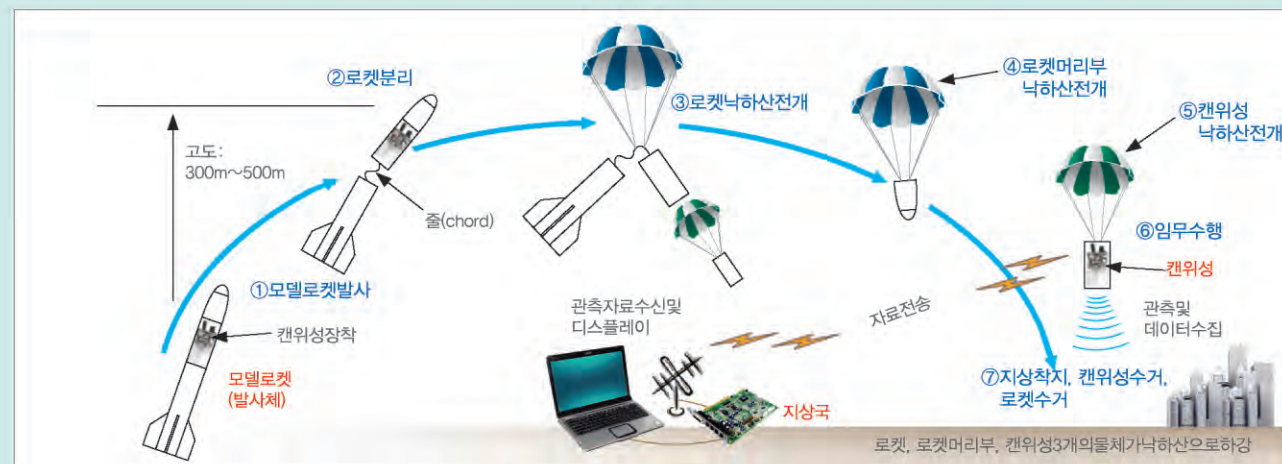 ②로켓분리
④로켓머리부
낙하산전개
③로켓낙하산전개
⑤캔위성
낙하산전개
고도:
300m~500m
줄(chord)
⑥임무수행
캔위성
①모델로켓발사
관측자료수신및
디스플레이
자료전송
관측및
데이터수집
캔위성장착
모델로켓
(발사체)
지상국
⑦지상착지, 캔위성수거,
로켓수거
로켓, 로켓머리부, 캔위성3개의물체가낙하산으로하강